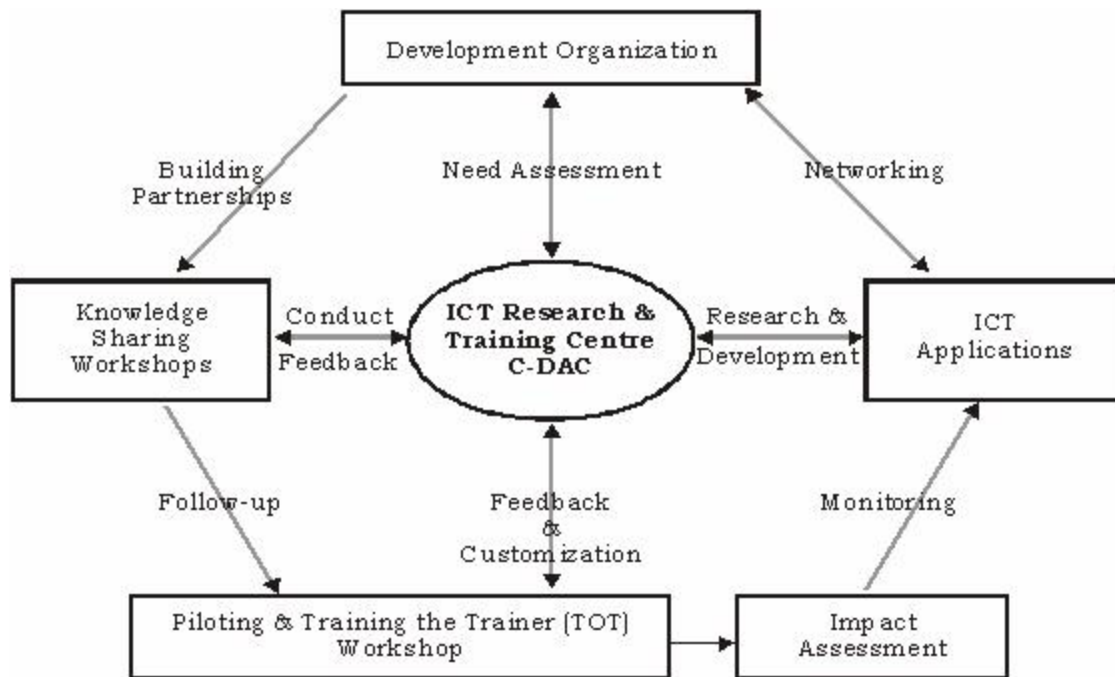 Development Organization
Building
Partnerships
Need Assessment
Networking
Knowledge
Sharing
Workshops
Conduct
Feedback
ICT Research &
Training Centre
C-DAC
Research &
Development
ICT
Applications
Follow-up
Feedback
&
Customization
Monitoring
Piloting & Training the Trainer (TOT)
Workshop
Impact
Assessment